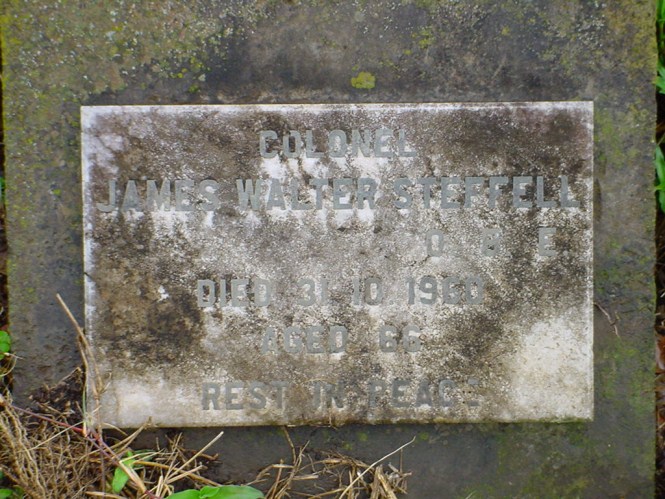 COLONEL
JAMES WALTER STEFFELL
O. B. E.
DIED 31·10·1960
AGED 66
REST IN PEACE